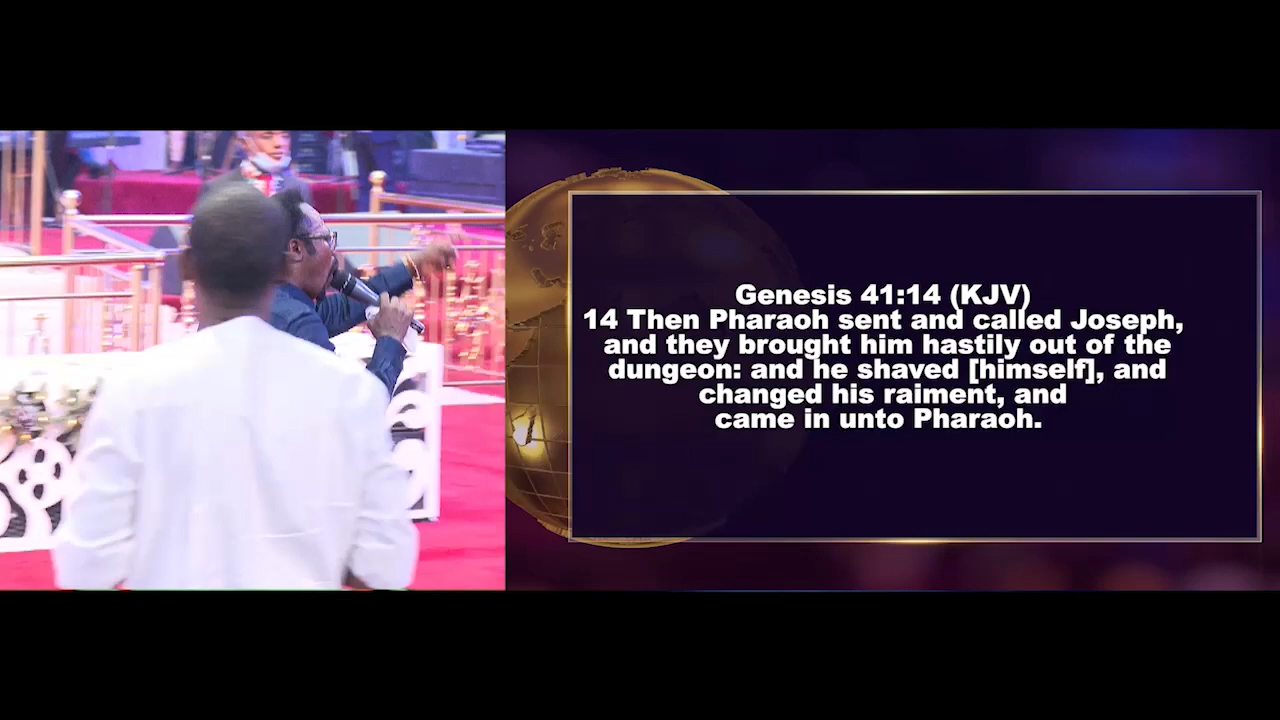 Genesis 41:14 (KJV)
14 Then Pharaoh sent and called Joseph,
and they brought him hastily out of the
dungeon: and he shaved [himself], and
changed his raiment, and
came in unto Pharaoh.